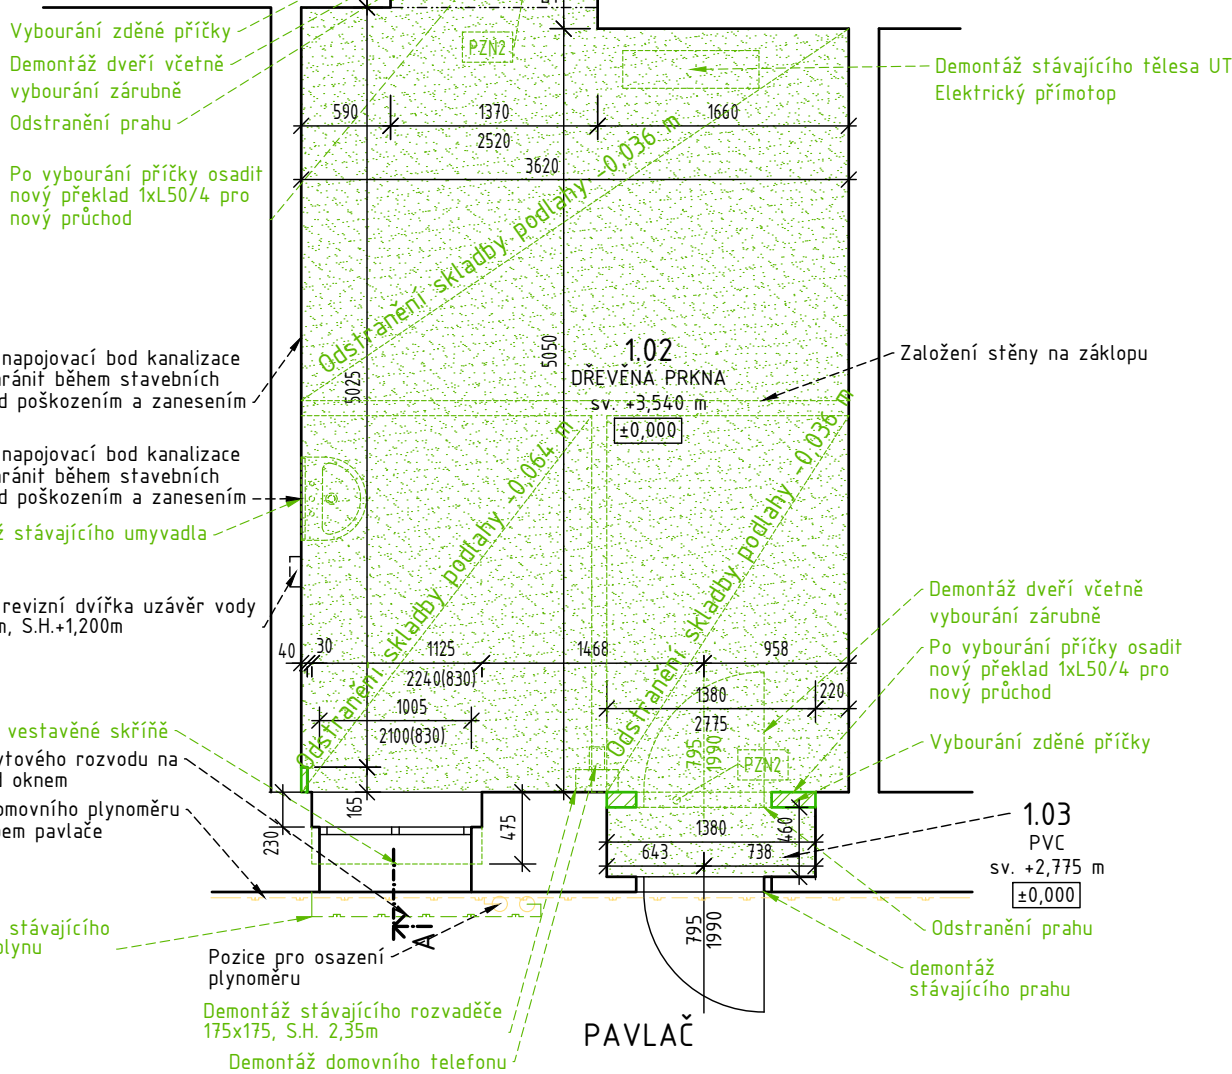 Vybourání zděné příčky
Demontáž dveří včetně
vybourání zárubně
Odstranění prahu
Po vybourání příčky osadit
nový překlad 1xL50/4 pro
nový průchod
PZN2
Demontáž stávajícího tělesa UT
Elektrický přímotop
590
1370
1660
2520
3620
Odstranění skladby podlahy -0,036 m
5025
5050
1.02
DŘEVĚNÁ PRKNA
sv. +3,540 m
±0,000
Založení stěny na záklopu
napojovací bod kanalizace
ránit během stavebních
d poškozením a zanesením
napojovací bod kanalizace
ránit během stavebních
d poškozením a zanesením
ž stávajícího umyvadla
revizní dvířka uzávěr vody
m, S.H.+1,200m
Odstranění skladby podlahy -0,064 m
Odstranění skladby podlahy -0,036 m
40
30
1125
1468
958
2240(830)
1005
2100(830)
1380
220
2775
795
1990
PZN2
Demontáž dveří včetně
vybourání zárubně
Po vybourání příčky osadit
nový překlad 1xL50/4 pro
nový průchod
Vybourání zděné příčky
vestavěné skříňě
ytového rozvodu na
d oknem
omovního plynoměru
pem pavlače
230
165
475
1380
460
643
738
1.03
PVC
sv. +2,775 m
±0,000
stávajícího
plynu
A
Pozice pro osazení
plynoměru
795
1990
Odstranění prahu
demontáž
stávajícího prahu
Demontáž stávajícího rozvaděče
175x175, S.H. 2,35m
Demontáž domovního telefonu
PAVLAČ